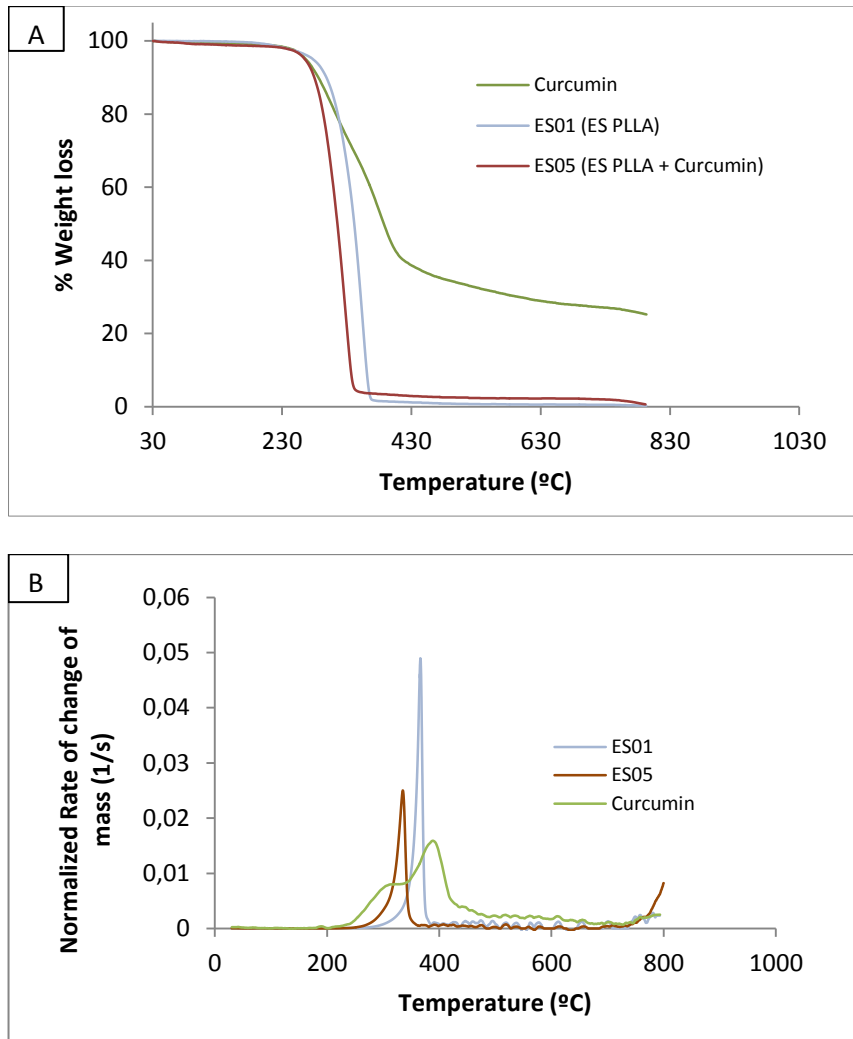 A
100
80
60
40
20
0
% Weight loss
Curcumin
ES01 (ES PLLA)
ES05 (ES PLLA + Curcumin)
30 230 430 630 830 1030
Temperature (ºC)
B
0,06
0,05
0,04
0,03
0,02
0,01
0
Normalized Rate of change of
mass (1/s)
ES01
ES05
Curcumin
0 200 400 600 800 1000
Temperature (ºC)